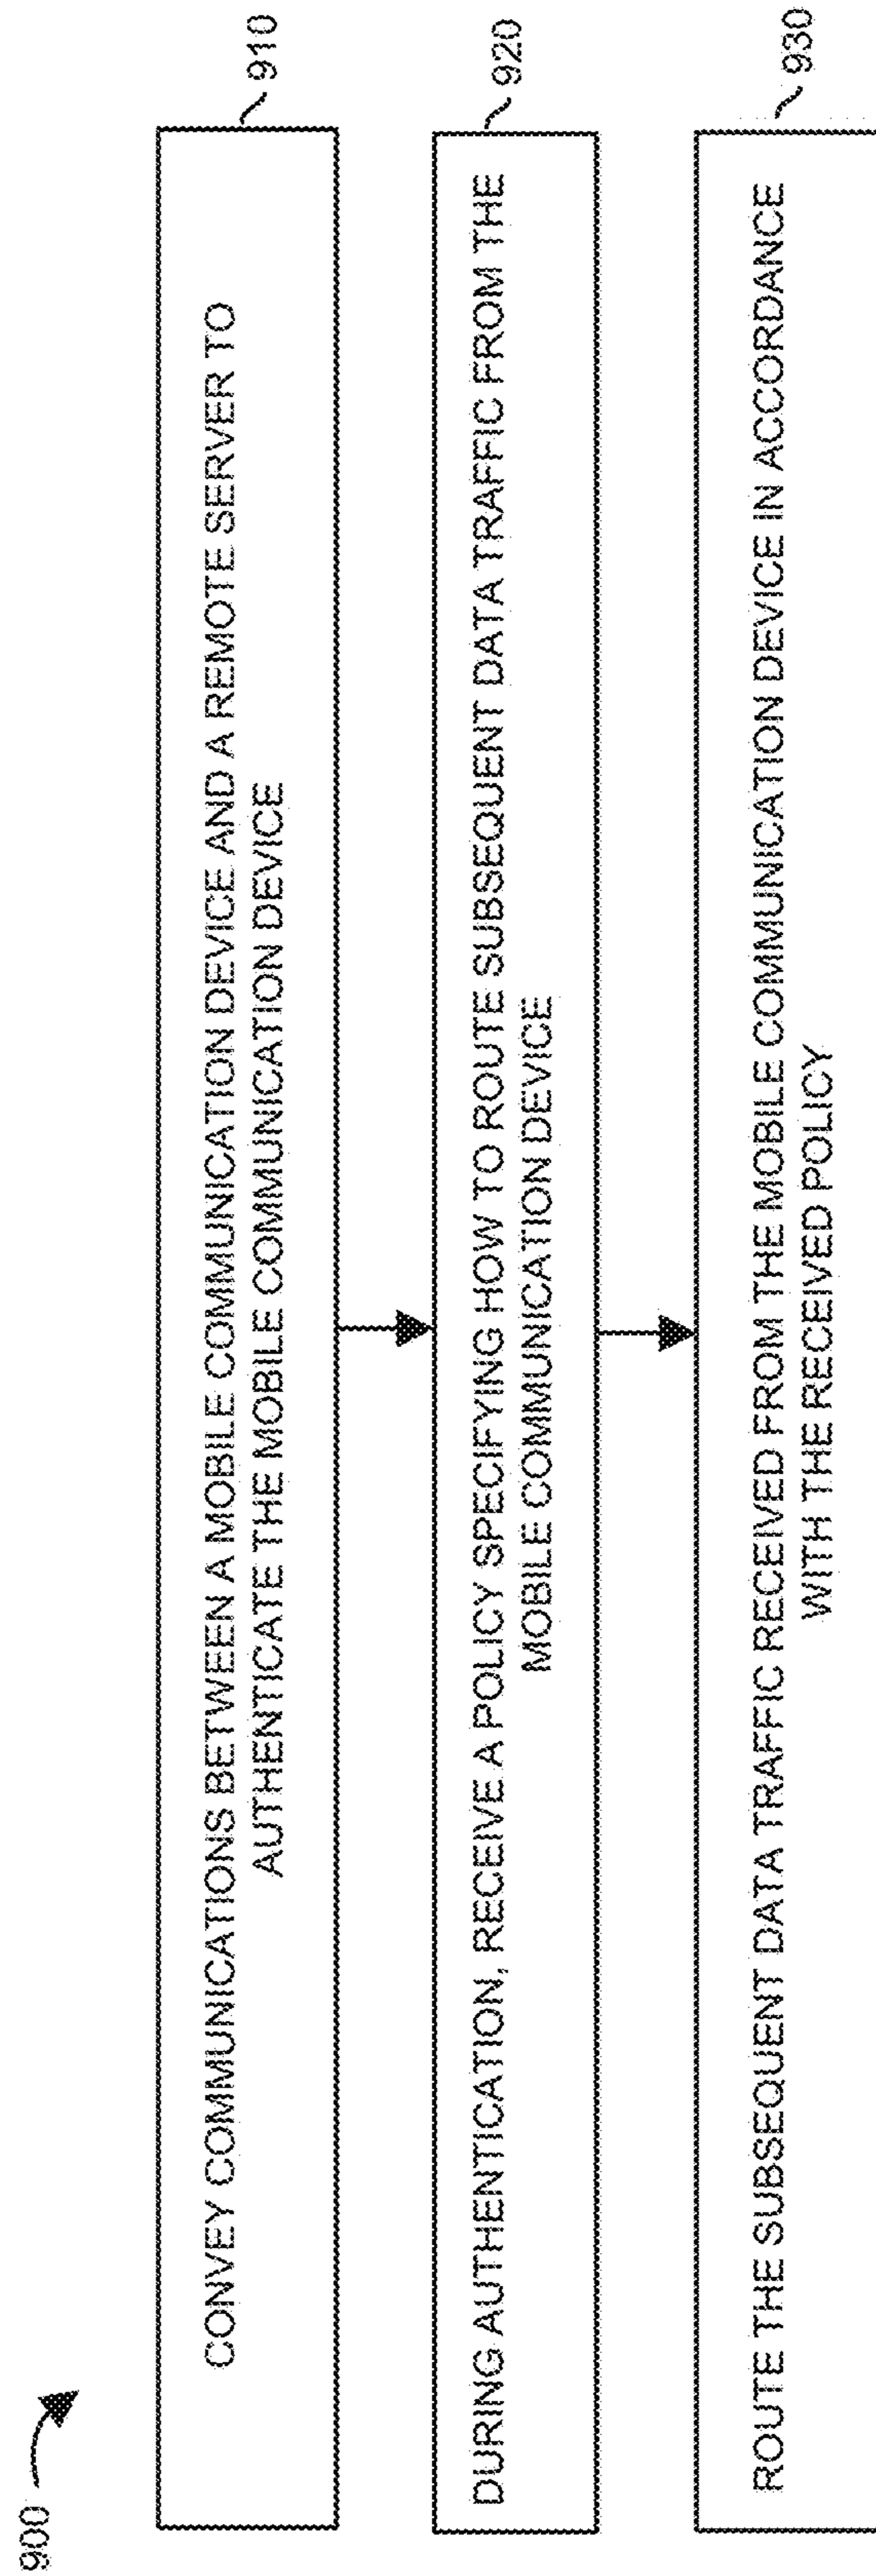 900
CONVEY COMMUNICATIONS BETWEEN A MOBILE COMMUNICATION DEVICE AND A REMOTE SERVER TO
AUTHENTICATE THE MOBILE COMMUNICATION DEVICE
910
DURING AUTHENTICATION, RECEIVE A POLICY SPECIFYING HOW TO ROUTE SUBSEQUENT DATA TRAFFIC FROM THE
MOBILE COMMUNICATION DEVICE
920
ROUTE THE SUBSEQUENT DATA TRAFFIC RECEIVED FROM THE MOBILE COMMUNICATION DEVICE IN ACCORDANCE
WITH THE RECEIVED POLICY
930